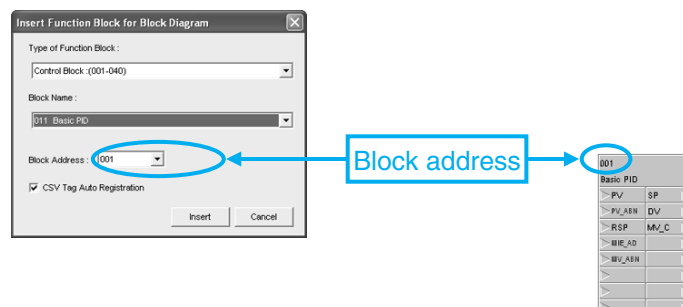 Insert Function Block for Block Diagram
Type of Function Block :
Control Block :(001-040)
Block Name :
011 Basic PID
Block Address : 001
CSV Tag Auto Registration
Insert Cancel
Block address
001
Basic PID
PV SP
PV_ABN DV
RSP MV_C
MV_ABN